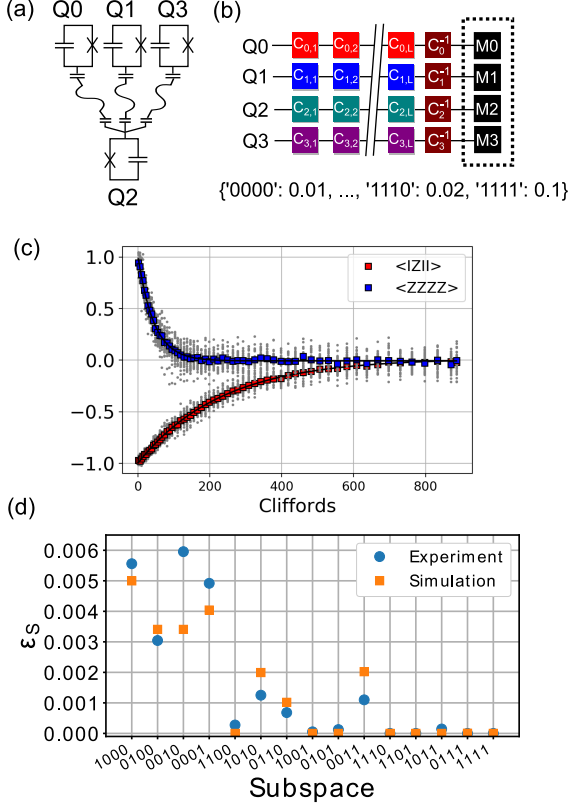 (a)
Q0 Q1 Q3
Q2
(b)
Q0 C0,1 C0,2 C0,L C0-1 M0
Q1 C1,1 C1,2 C1,L C1-1 M1
Q2 C2,1 C2,2 C2,L C2-1 M2
Q3 C3,1 C3,2 C3,L C3-1 M3
{'0000': 0.01, ..., '1110': 0.02, '1111': 0.1}
(c)
1.0
0.5
0.0
−0.5
−1.0
<IZII>
<ZZZZ>
0 200 400 600 800
Cliffords
(d)
0.006
0.005
0.004
0.003
0.002
0.001
0.000
εS
Experiment
Simulation
1000 0100 0010 0001 1100 1010 0110 1001 0101 0011 1110 1101 1011 0111 1111
Subspace